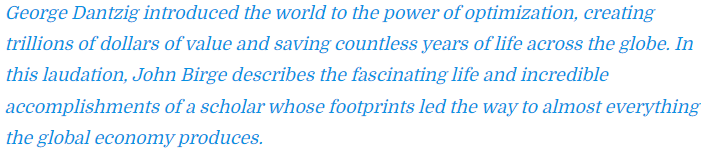 George Dantzig introduced the world to the power of optimization, creating
trillions of dollars of value and saving countless years of life across the globe. In
this laudation, John Birge describes the fascinating life and incredible
accomplishments of a scholar whose footprints led the way to almost everything
the global economy produces.